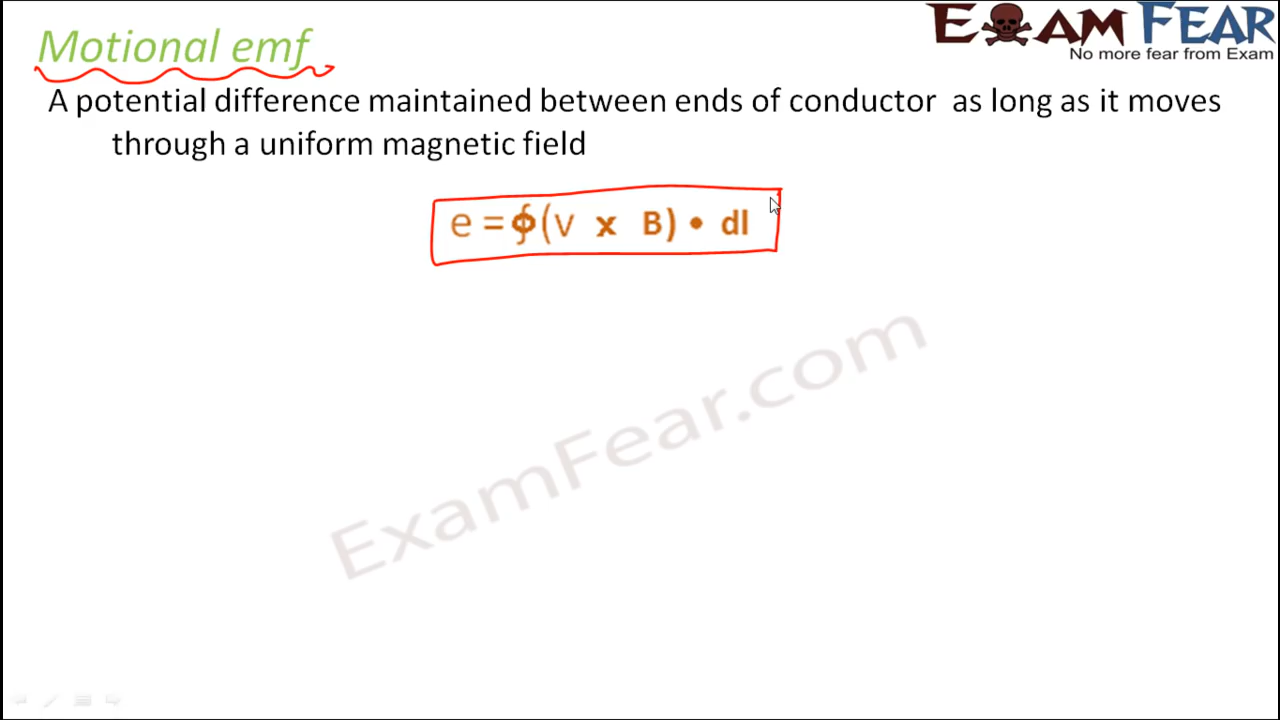 Motional emf
EXAM FEAR
No more fear from Exam
A potential difference maintained between ends of conductor as long as it moves
through a uniform magnetic field
e = ∮(v x B) • dl
ExamFear.com